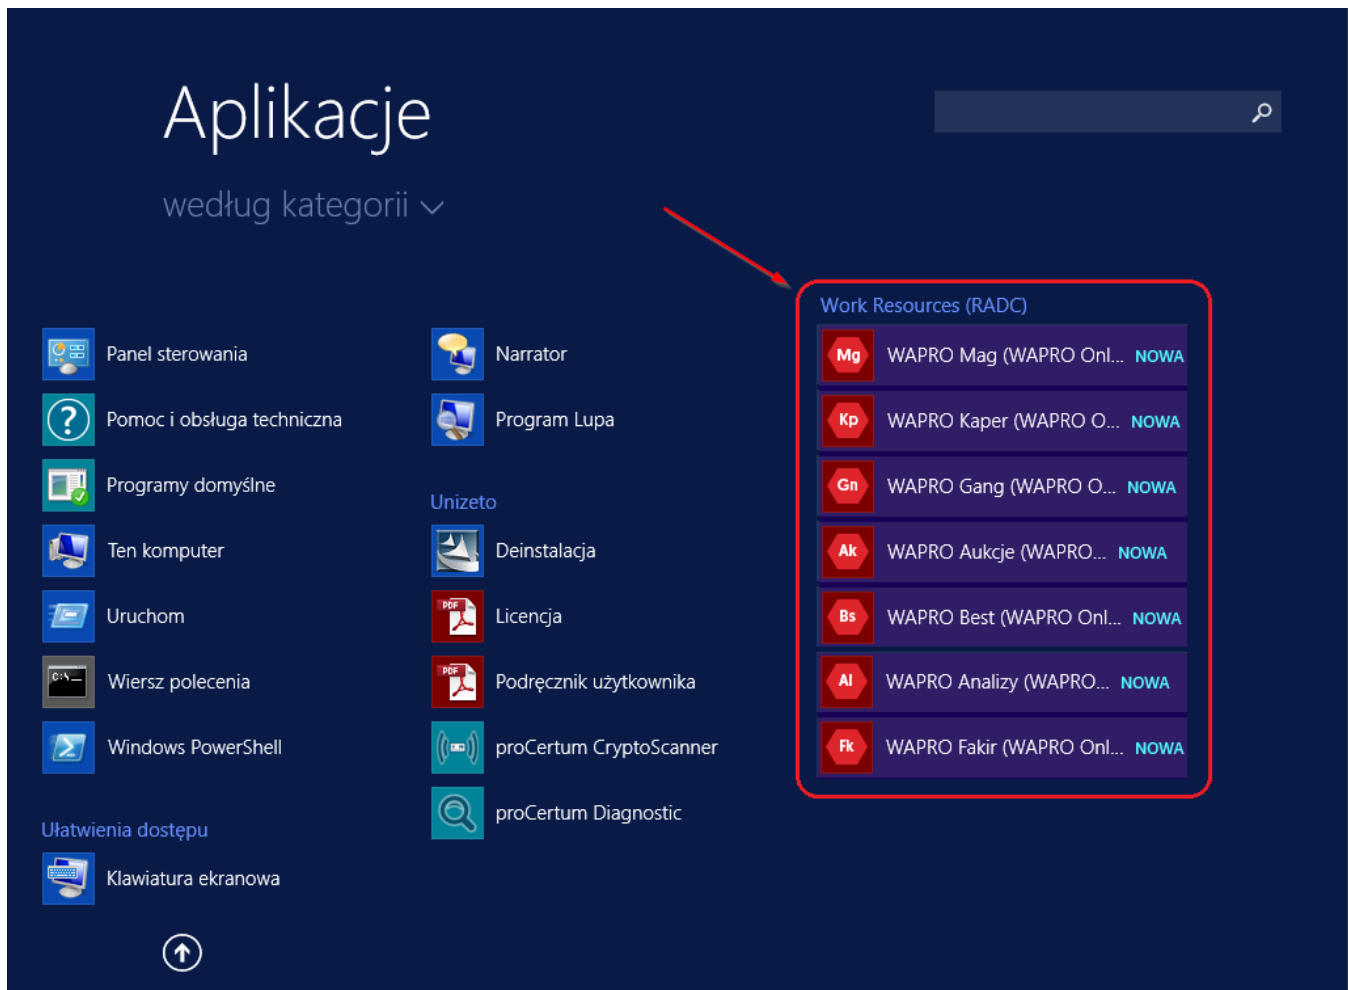 Aplikacje
według kategorii
Panel sterowania
Pomoc i obsługa techniczna
Programy domyślne
Ten komputer
Uruchom
C:\
Wiersz polecenia
Windows PowerShell
Ułatwienia dostępu
Klawiatura ekranowa
Narrator
Program Lupa
Unizeto
Deinstalacja
PDF
Licencja
PDF
Podręcznik użytkownika
proCertum CryptoScanner
proCertum Diagnostic
Work Resources (RADC)
Mg WAPRO Mag (WAPRO Onl... NOWA
Kp WAPRO Kaper (WAPRO O... NOWA
Gn WAPRO Gang (WAPRO O... NOWA
Ak WAPRO Aukcje (WAPRO... NOWA
Bs WAPRO Best (WAPRO Onl... NOWA
Al WAPRO Analizy (WAPRO... NOWA
Fk WAPRO Fakir (WAPRO Onl... NOWA